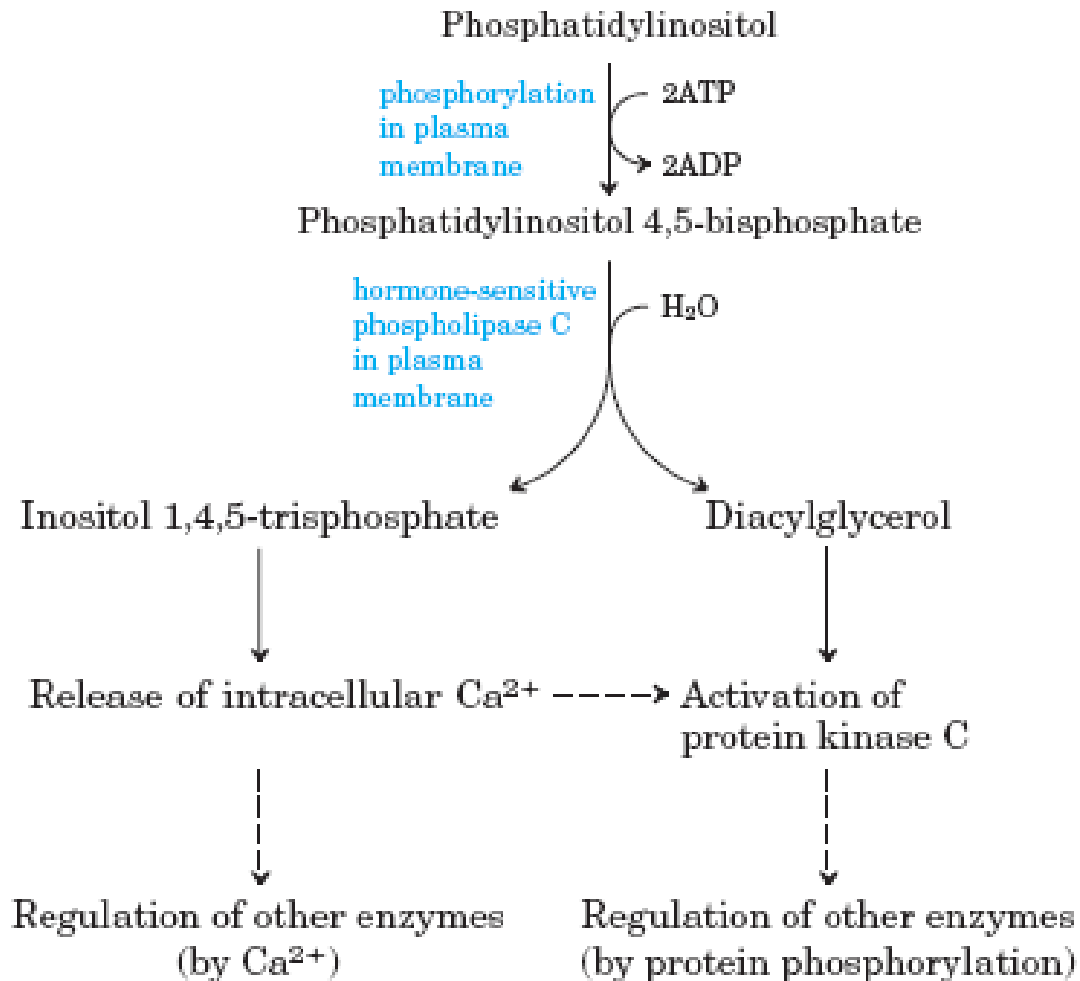 Phosphatidylinositol
phosphorylation
in plasma
membrane
2ATP
2ADP
Phosphatidylinositol 4,5-bisphosphate
hormone-sensitive
phospholipase C
in plasma
membrane
H₂O
Inositol 1,4,5-trisphosphate
Diacylglycerol
Release of intracellular Ca²⁺
Activation of
protein kinase C
Regulation of other enzymes
(by Ca²⁺)
Regulation of other enzymes
(by protein phosphorylation)